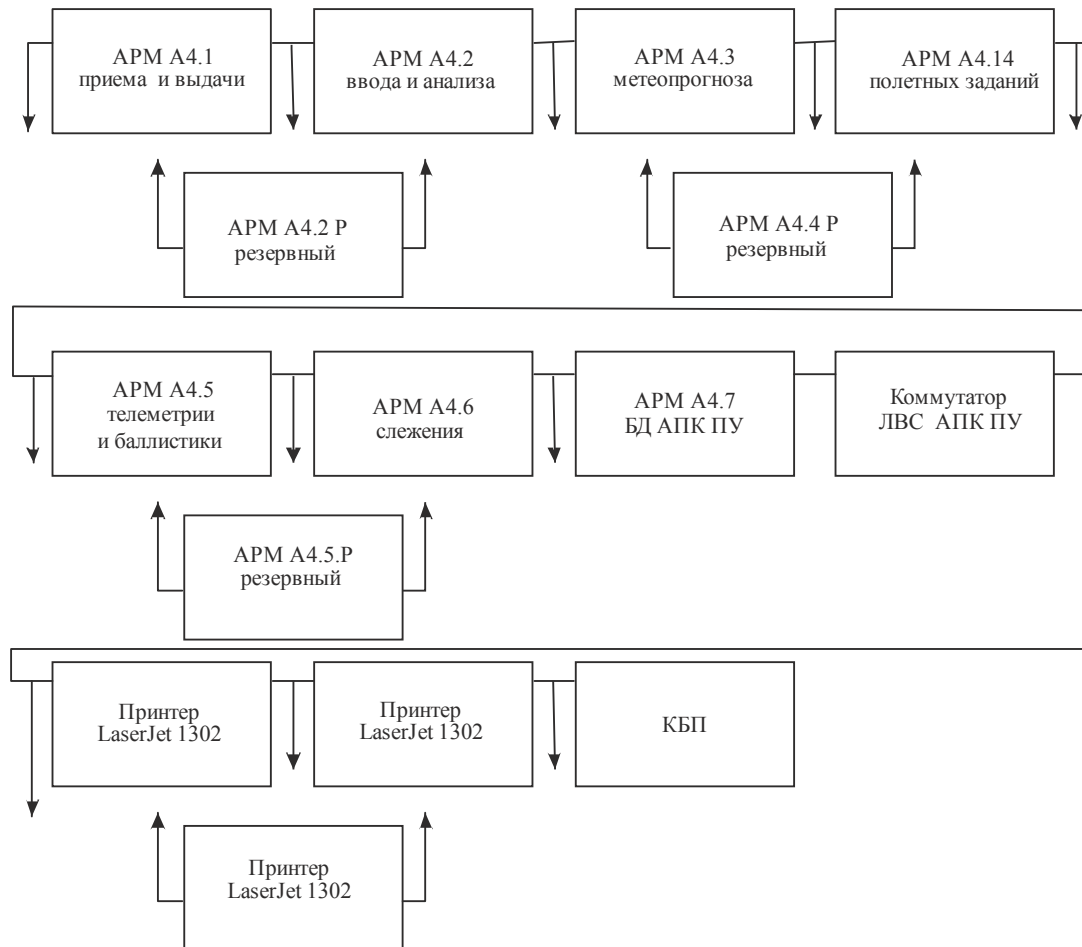 АРМ А4.1
приема и выдачи
АРМ А4.2
ввода и анализа
АРМ А4.3
метеопрогноза
АРМ А4.14
полетных заданий
АРМ А4.2 Р
резервный
АРМ А4.4 Р
резервный
АРМ А4.5
телеметрии
и баллистики
АРМ А4.6
слежения
АРМ А4.7
БД АПК ПУ
Коммутатор
ЛВС АПК ПУ
АРМ А4.5.Р
резервный
Принтер
LaserJet 1302
Принтер
LaserJet 1302
КБП
Принтер
LaserJet 1302